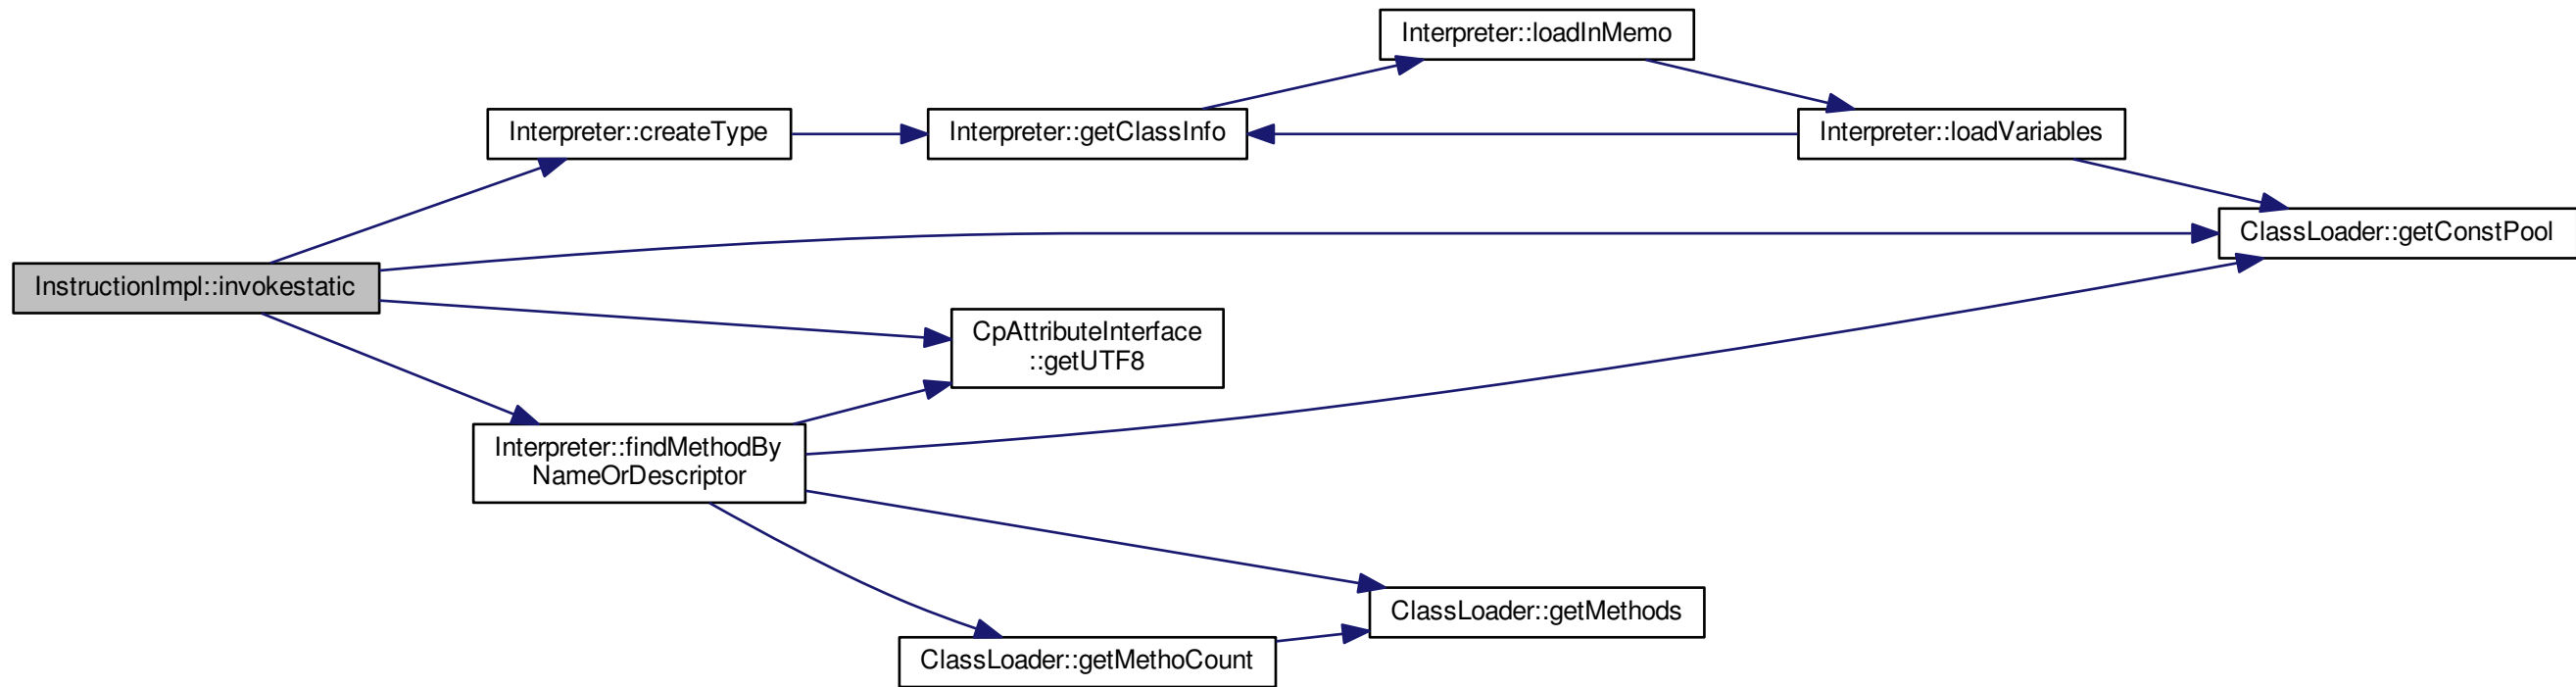 Interpreter::loadInMemo
Interpreter::createType
Interpreter::getClassInfo
Interpreter::loadVariables
ClassLoader::getConstPool
InstructionImpl::invokestatic
CpAttributeInterface
::getUTF8
Interpreter::findMethodBy
NameOrDescriptor
ClassLoader::getMethods
ClassLoader::getMethoCount